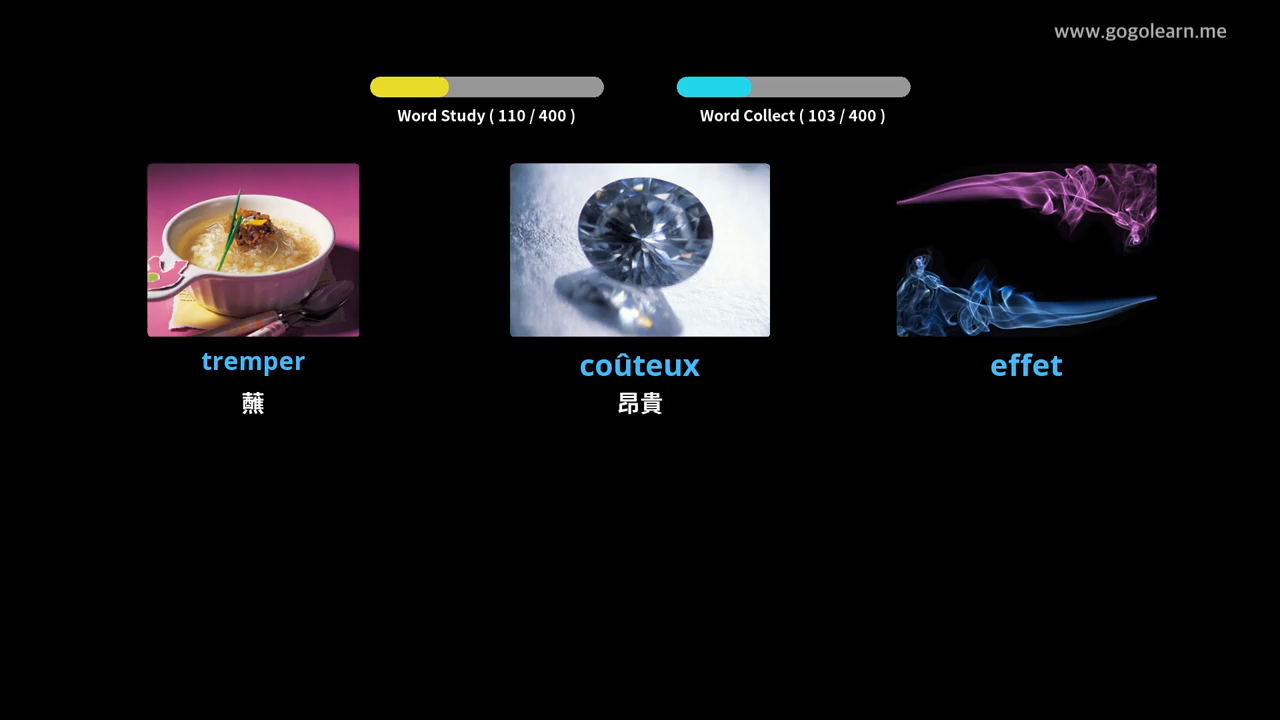 www.gogolearn.me
Word Study ( 110 / 400 )
Word Collect ( 103 / 400 )
tremper
coûteux
effet
蘸
昂貴